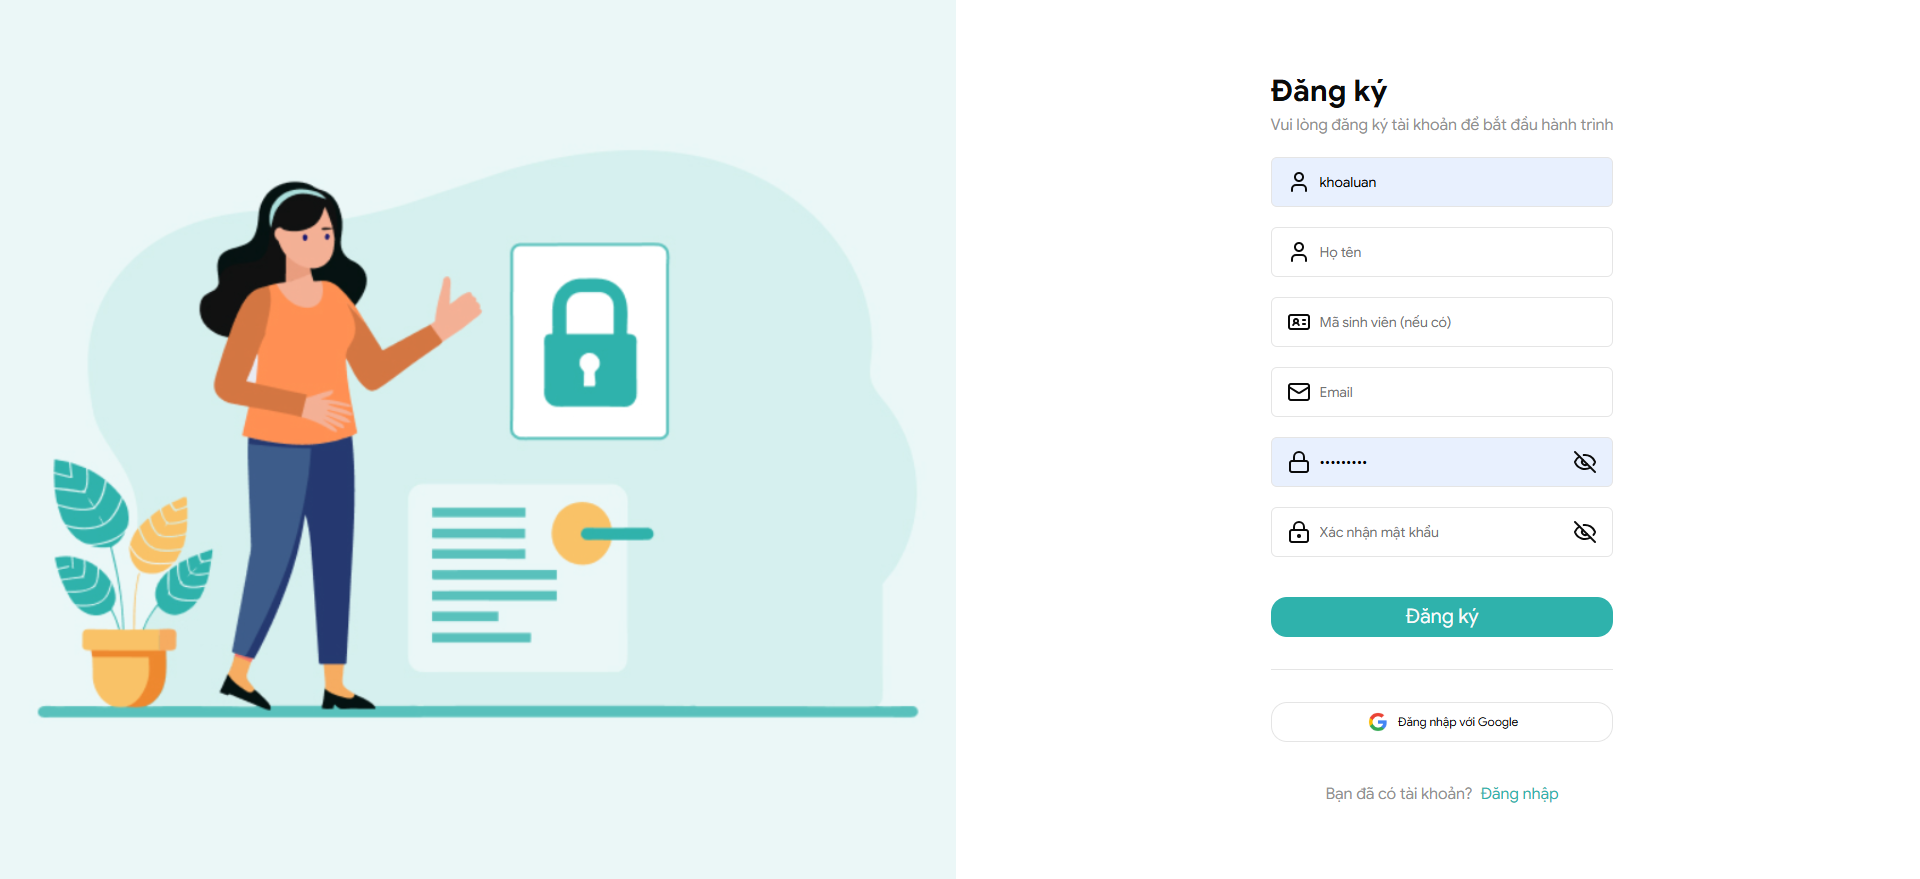 Đăng ký
Vui lòng đăng ký tài khoản để bắt đầu hành trình
khoaluan
Họ tên
Mã sinh viên (nếu có)
Email
•••••••••
Xác nhận mật khẩu
Đăng ký
Đăng nhập với Google
Bạn đã có tài khoản? Đăng nhập